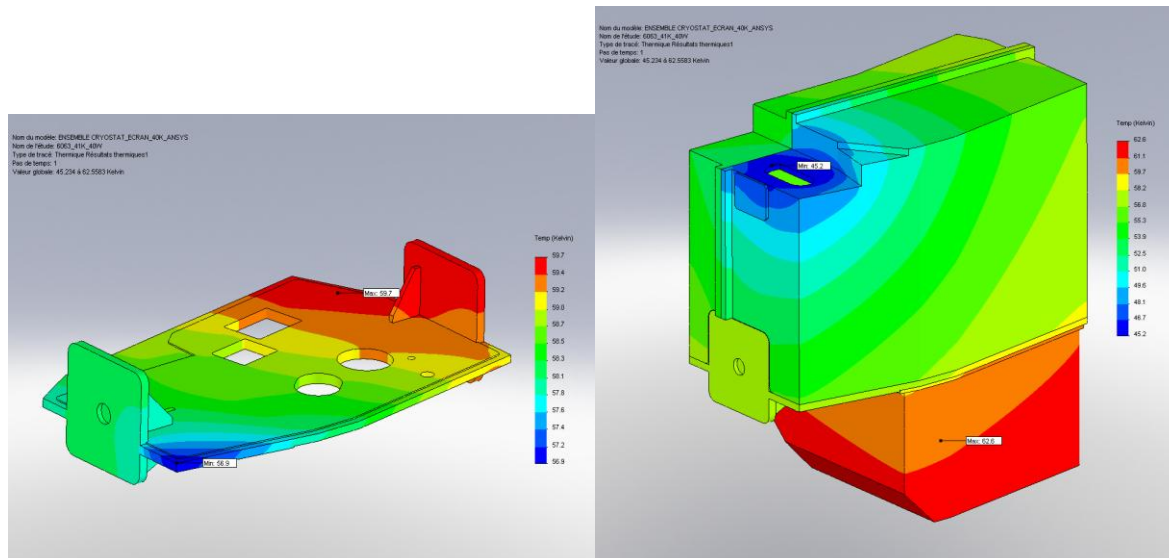 Nom du modèle: ENSEMBLE CRYOSTAT_ECRAN_40K_ANSYS
Nom de l'étude: 6063_41K_40W
Type de tracé: Thermique Résultats thermiques1
Pas de temps: 1
Valeur globale: 45.234 à 62.5583 Kelvin
Temp (Kelvin)
59.7
59.4
59.2
59.0
58.7
58.5
58.3
58.1
57.8
57.6
57.4
57.2
56.9
Max: 59.7
Min: 56.9
Nom du modèle: ENSEMBLE CRYOSTAT_ECRAN_40K_ANSYS
Nom de l'étude: 6063_41K_40W
Type de tracé: Thermique Résultats thermiques1
Pas de temps: 1
Valeur globale: 45.234 à 62.5583 Kelvin
Min: 45.2
Temp (Kelvin)
62.6
61.1
59.7
58.2
56.8
55.3
53.9
52.5
51.0
49.6
48.1
46.7
45.2
Max: 62.6